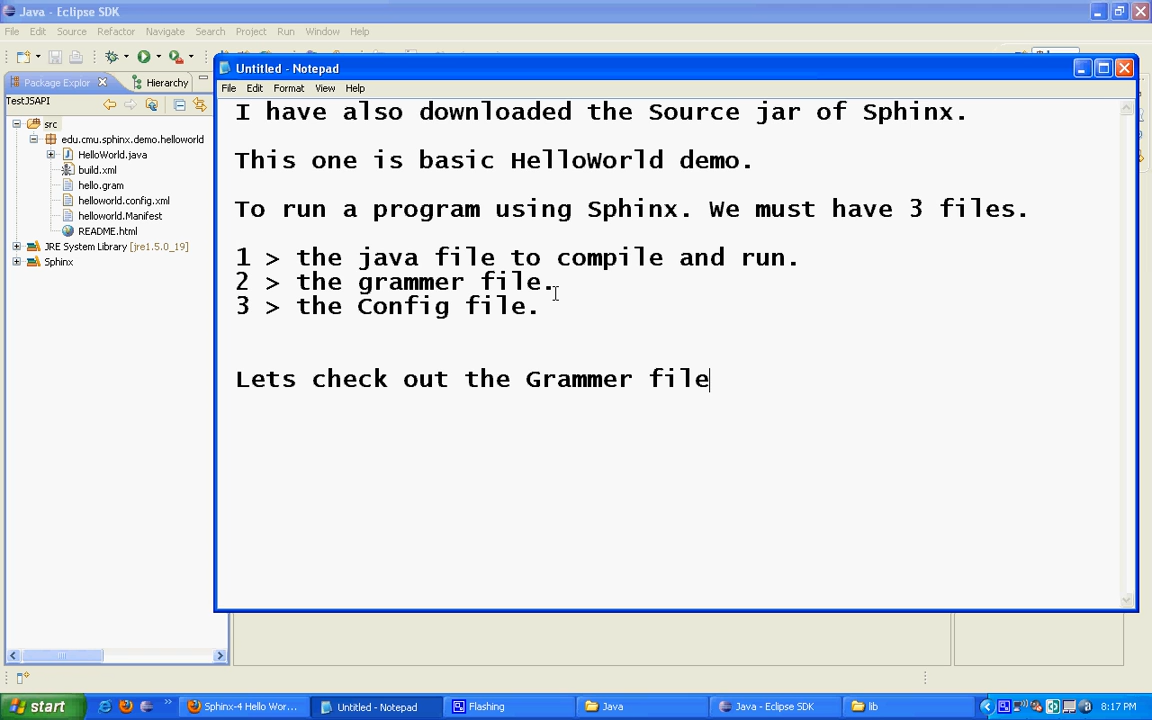 Java - Eclipse SDK
File Edit Source Refactor Navigate Search Project Run Window Help
Package Explor Hierarchy
TestJSAPI
src
edu.cmu.sphinx.demo.helloworld
HelloWorld.java
build.xml
hello.gram
helloworld.config.xml
helloworld.Manifest
README.html
JRE System Library [jre1.5.0_19]
Sphinx
Untitled - Notepad
File Edit Format View Help
I have also downloaded the Source jar of Sphinx.
This one is basic HelloWorld demo.
To run a program using Sphinx. We must have 3 files.
1 > the java file to compile and run.
2 > the grammer file.
3 > the Config file.
Lets check out the Grammer file
start Sphinx-4 Hello Wor... Untitled - Notepad Flashing Java Java - Eclipse SDK lib 8:17 PM